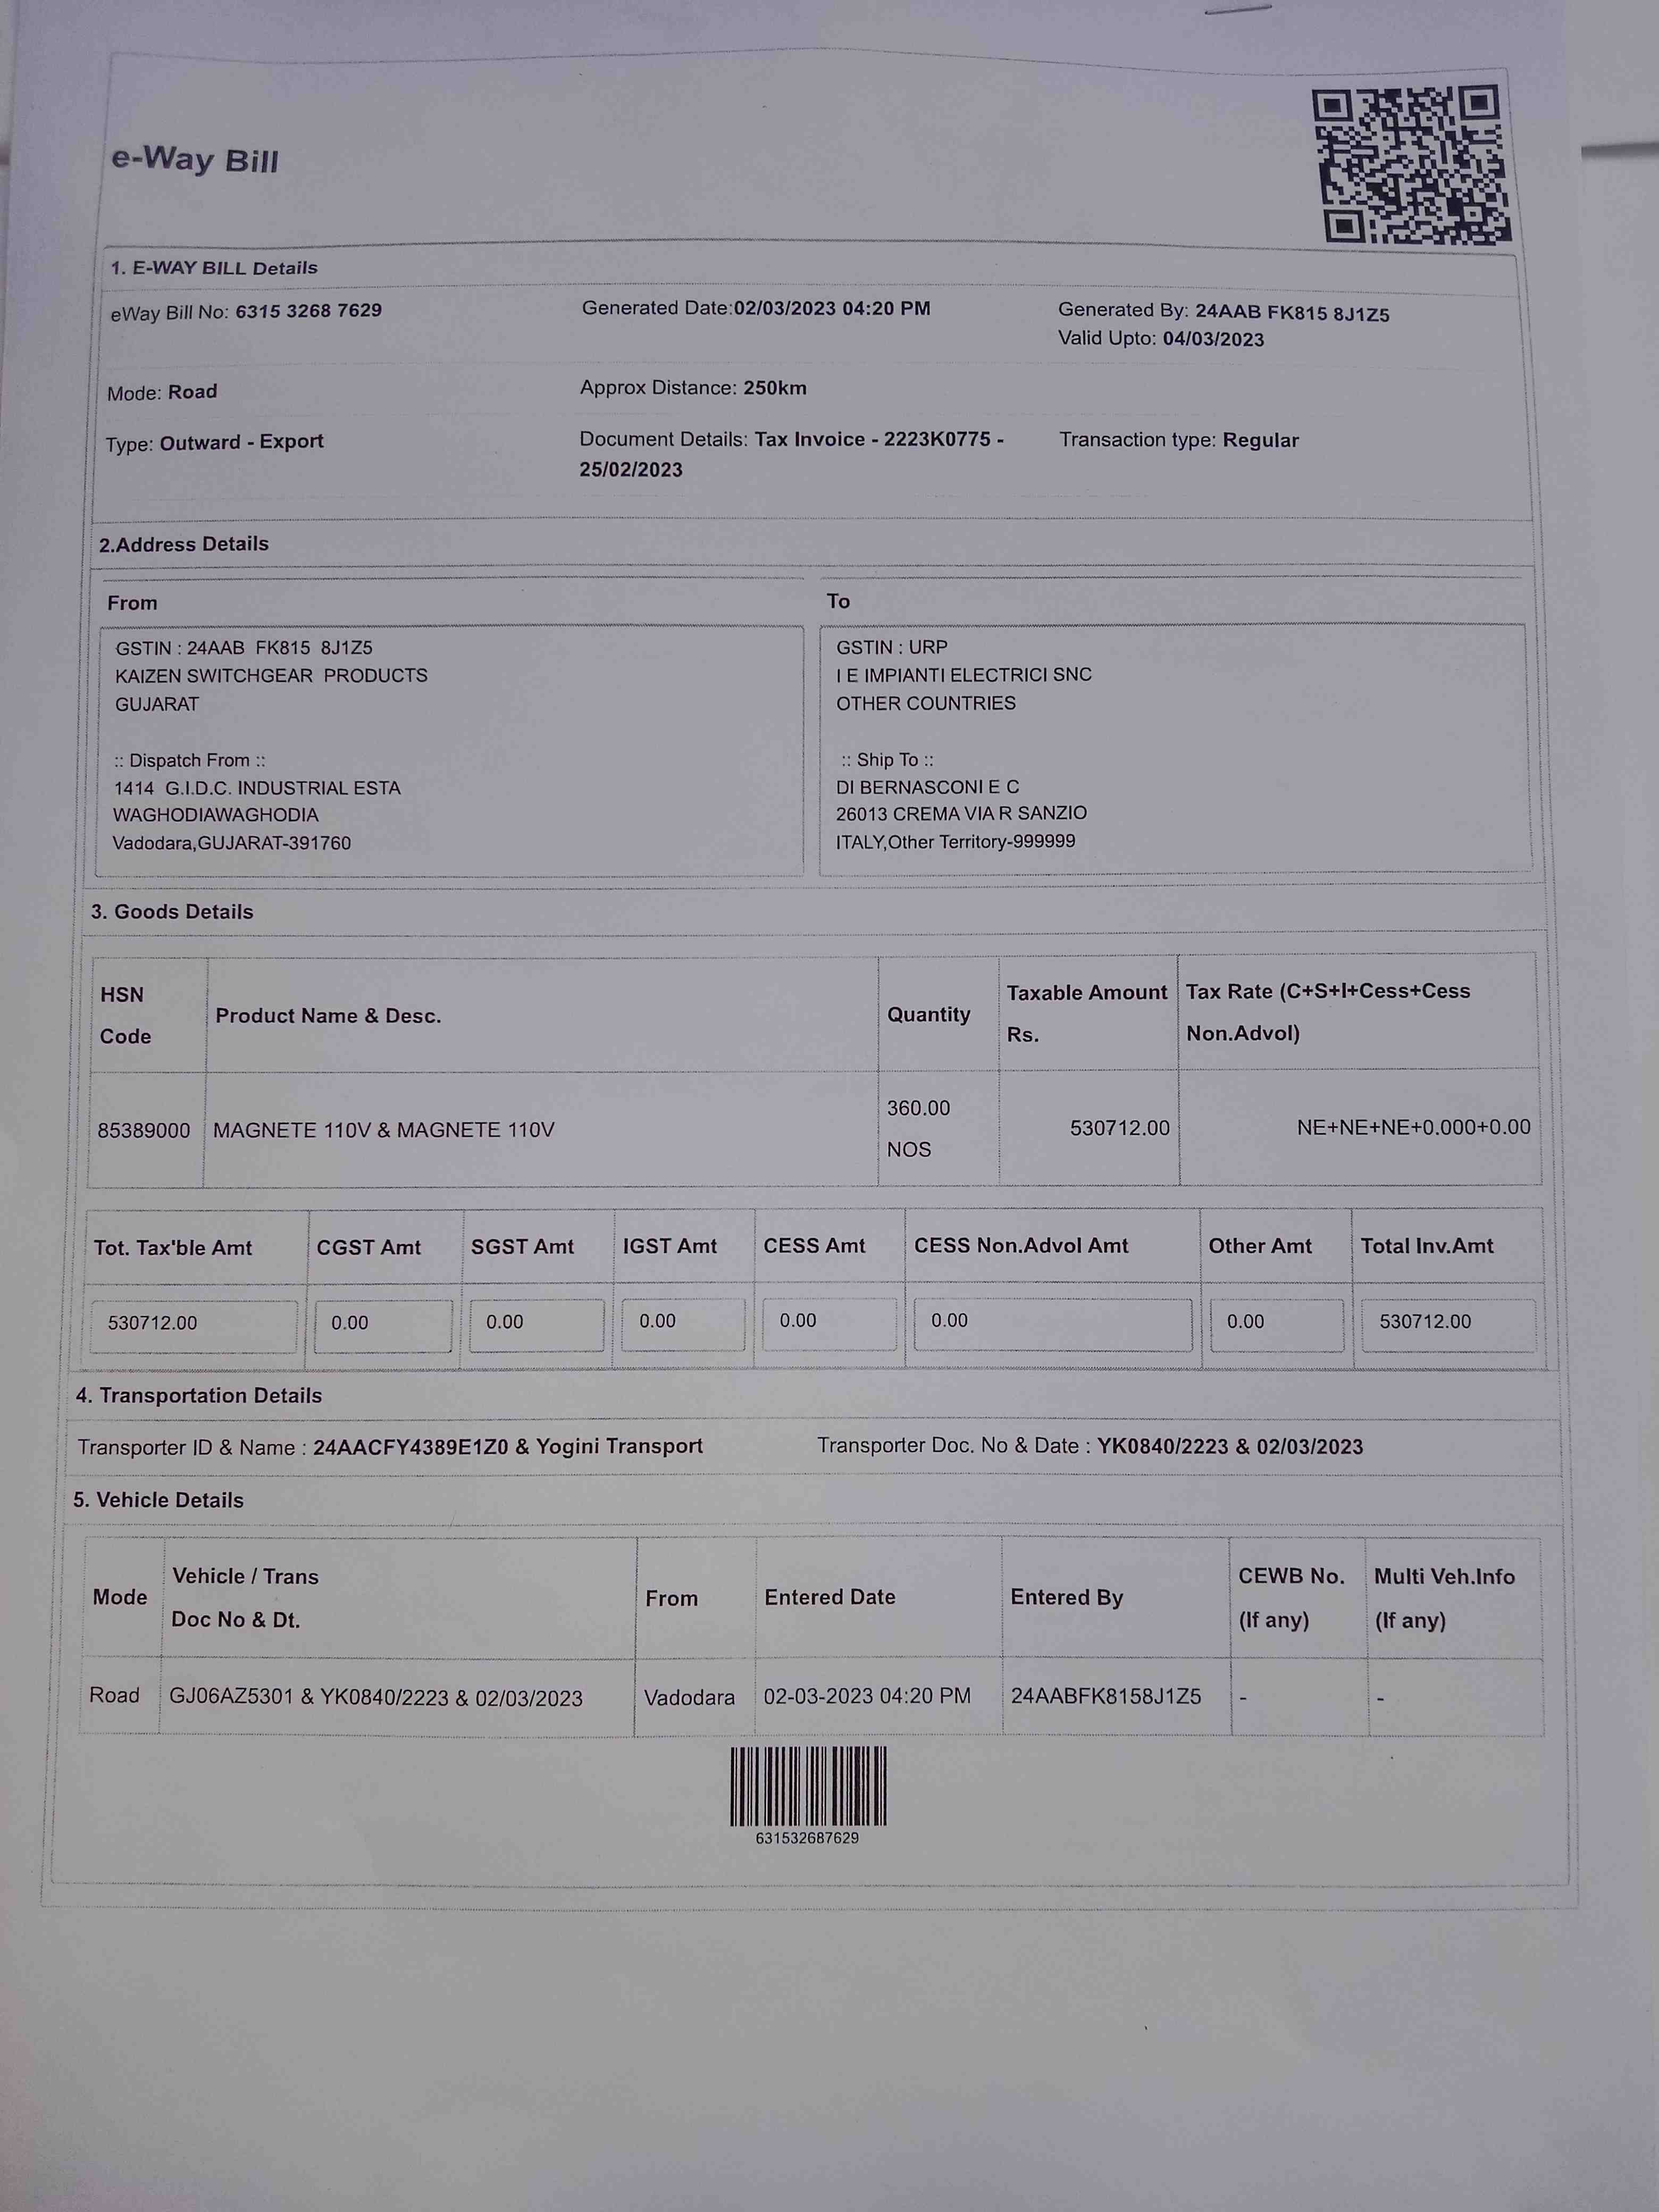 e-Way Bill
1. E-WAY BILL Details
eWay Bill No: 6315 3268 7629 Generated Date:02/03/2023 04:20 PM Generated By: 24AAB FK815 8J1Z5
Valid Upto: 04/03/2023
Mode: Road Approx Distance: 250km
Type: Outward - Export Document Details: Tax Invoice - 2223K0775 - Transaction type: Regular
25/02/2023
2.Address Details
From
GSTIN : 24AAB FK815 8J1Z5
KAIZEN SWITCHGEAR PRODUCTS
GUJARAT
:: Dispatch From ::
1414 G.I.D.C. INDUSTRIAL ESTA
WAGHODIAWAGHODIA
Vadodara,GUJARAT-391760
To
GSTIN : URP
I E IMPIANTI ELECTRICI SNC
OTHER COUNTRIES
:: Ship To ::
DI BERNASCONI E C
26013 CREMA VIA R SANZIO
ITALY,Other Territory-999999
3. Goods Details
HSN Code Product Name & Desc. Quantity Taxable Amount Rs. Tax Rate (C+S+I+Cess+Cess Non.Advol)
85389000 MAGNETE 110V & MAGNETE 110V 360.00 NOS 530712.00 NE+NE+NE+0.000+0.00
Tot. Tax'ble Amt CGST Amt SGST Amt IGST Amt CESS Amt CESS Non.Advol Amt Other Amt Total Inv.Amt
530712.00 0.00 0.00 0.00 0.00 0.00 0.00 530712.00
4. Transportation Details
Transporter ID & Name : 24AACFY4389E1Z0 & Yogini Transport Transporter Doc. No & Date : YK0840/2223 & 02/03/2023
5. Vehicle Details
Mode Vehicle / Trans Doc No & Dt. From Entered Date Entered By CEWB No. (If any) Multi Veh.Info (If any)
Road GJ06AZ5301 & YK0840/2223 & 02/03/2023 Vadodara 02-03-2023 04:20 PM 24AABFK8158J1Z5 - -
631532687629